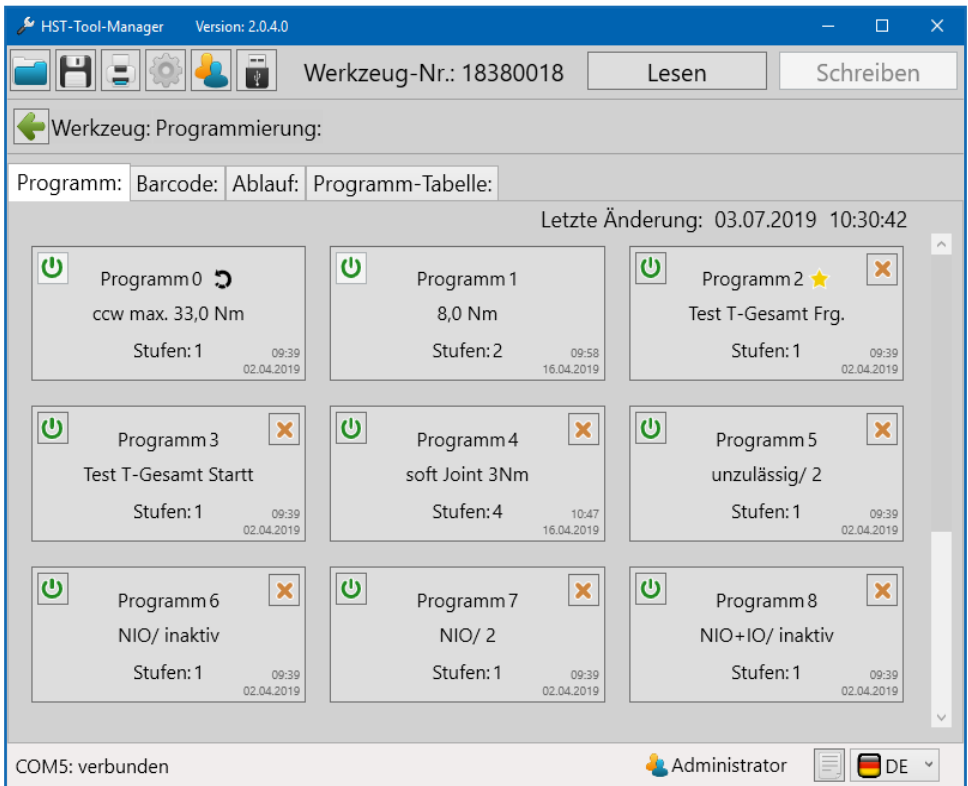 HST-Tool-Manager Version: 2.0.4.0
Werkzeug-Nr.: 18380018 Lesen Schreiben
Werkzeug: Programmierung:
Programm: Barcode: Ablauf: Programm-Tabelle:
Letzte Änderung: 03.07.2019 10:30:42
Programm 0
ccw max. 33,0 Nm
Stufen: 1
09:39
02.04.2019
Programm 1
8,0 Nm
Stufen: 2
09:58
16.04.2019
Programm 2
Test T-Gesamt Frg.
Stufen: 1
09:39
02.04.2019
Programm 3
Test T-Gesamt Startt
Stufen: 1
09:39
02.04.2019
Programm 4
soft Joint 3Nm
Stufen: 4
10:47
16.04.2019
Programm 5
unzulässig/ 2
Stufen: 1
09:39
02.04.2019
Programm 6
NIO/ inaktiv
Stufen: 1
09:39
02.04.2019
Programm 7
NIO/ 2
Stufen: 1
09:39
02.04.2019
Programm 8
NIO+IO/ inaktiv
Stufen: 1
09:39
02.04.2019
COM5: verbunden Administrator DE